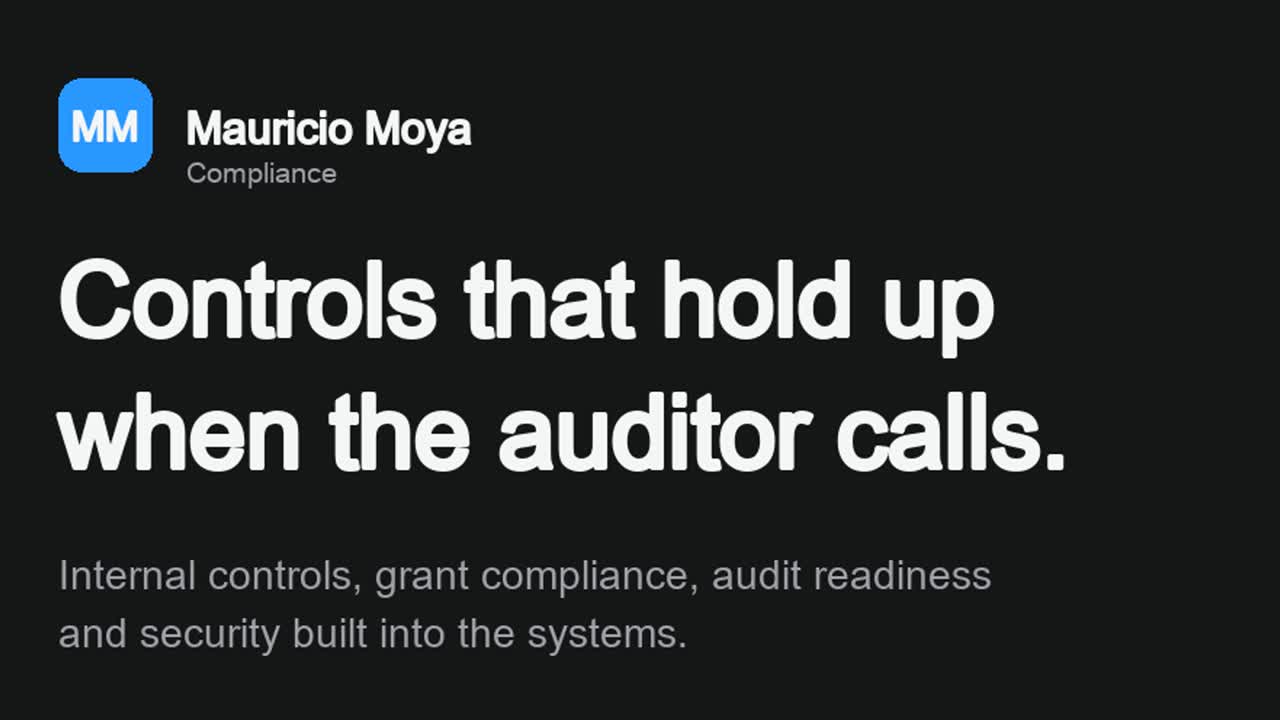 MM
Mauricio Moya
Compliance
Controls that hold up
when the auditor calls.
Internal controls, grant compliance, audit readiness
and security built into the systems.